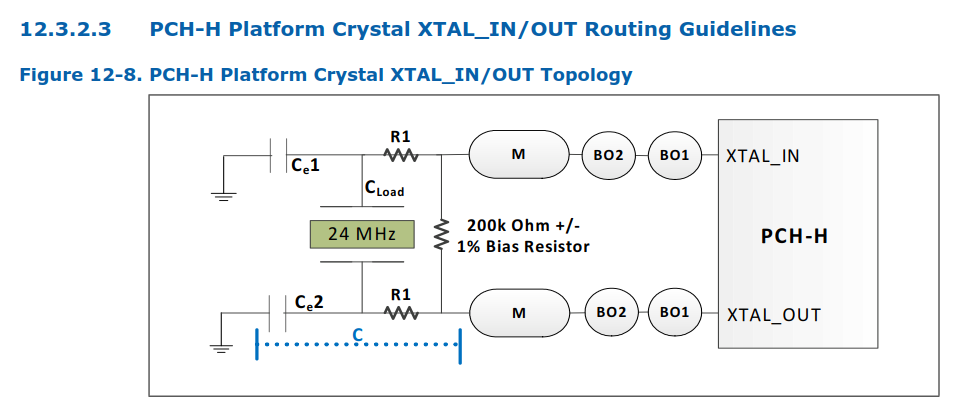 12.3.2.3 PCH-H Platform Crystal XTAL_IN/OUT Routing Guidelines
Figure 12-8. PCH-H Platform Crystal XTAL_IN/OUT Topology
R1
Ce1
M
BO2
BO1
XTAL_IN
CLoad
24 MHz
200k Ohm +/-
1% Bias Resistor
PCH-H
Ce2
R1
M
BO2
BO1
XTAL_OUT
C